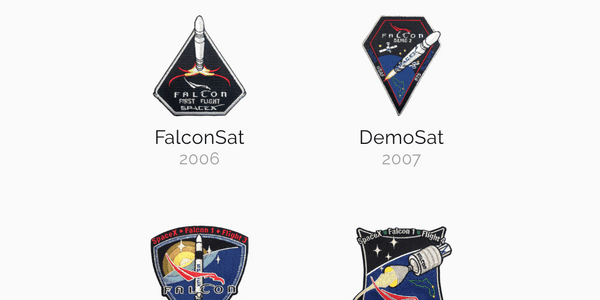 FALCON
FIRST FLIGHT
SPACEX
FALCON
DEMO 2
FalconSat
DemoSat
2006
2007
SpaceX • Falcon 1 • Flight 3
FALCON
SpaceX • Falcon 1 • Flight